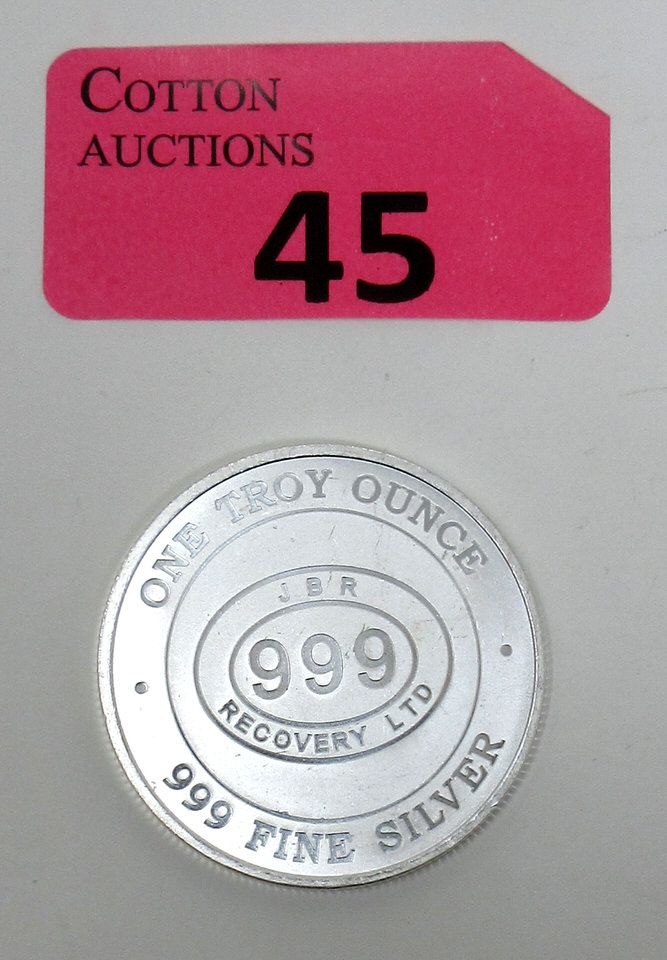 COTTON
AUCTIONS
45
ONE TROY OUNCE
J B R
999
RECOVERY LTD
999 FINE SILVER